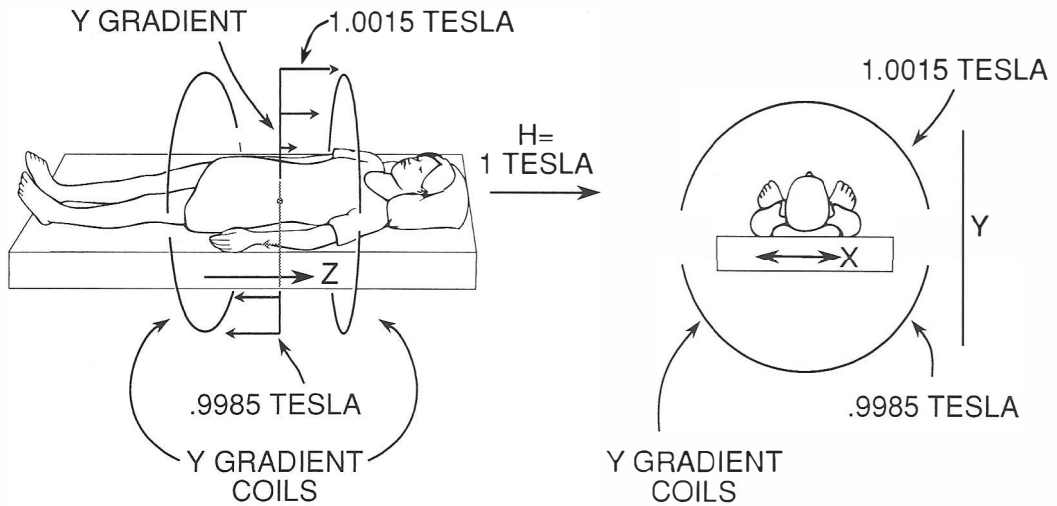 Y GRADIENT
1.0015 TESLA
H=
1 TESLA
Z
.9985 TESLA
Y GRADIENT
COILS
1.0015 TESLA
Y
X
.9985 TESLA
Y GRADIENT
COILS